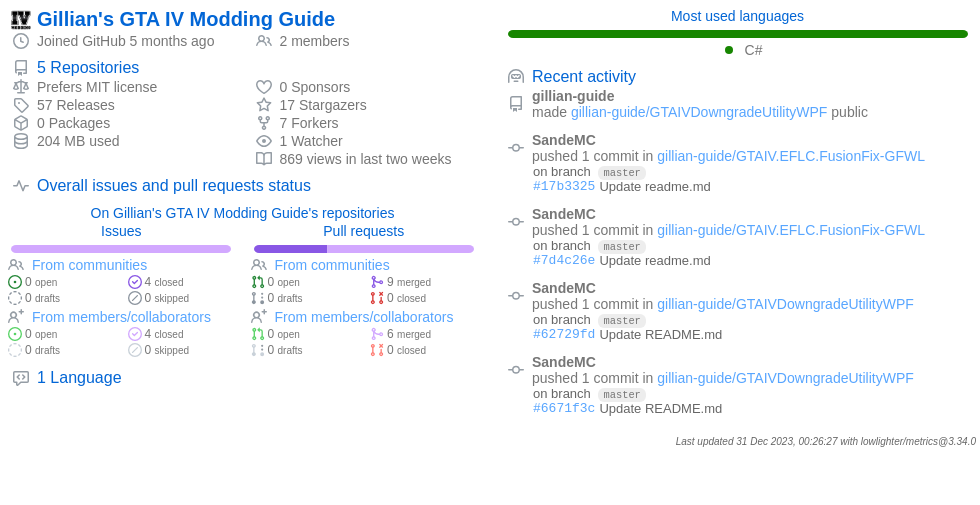 Gillian's GTA IV Modding Guide
Joined GitHub 5 months ago
2 members
5 Repositories
Prefers MIT license
57 Releases
0 Packages
204 MB used
0 Sponsors
17 Stargazers
7 Forkers
1 Watcher
869 views in last two weeks
Overall issues and pull requests status
On Gillian's GTA IV Modding Guide's repositories
Issues
From communities
0 open
4 closed
0 drafts
0 skipped
From members/collaborators
0 open
4 closed
0 drafts
0 skipped
Pull requests
From communities
0 open
9 merged
0 drafts
0 closed
From members/collaborators
0 open
6 merged
0 drafts
0 closed
1 Language
Most used languages
C#
Recent activity
gillian-guide
made gillian-guide/GTAIVDowngradeUtilityWPF public
SandeMC
pushed 1 commit in gillian-guide/GTAIV.EFLC.FusionFix-GFWL
on branch master
#17b3325 Update readme.md
SandeMC
pushed 1 commit in gillian-guide/GTAIV.EFLC.FusionFix-GFWL
on branch master
#7d4c26e Update readme.md
SandeMC
pushed 1 commit in gillian-guide/GTAIVDowngradeUtilityWPF
on branch master
#62729fd Update README.md
SandeMC
pushed 1 commit in gillian-guide/GTAIVDowngradeUtilityWPF
on branch master
#6671f3c Update README.md
Last updated 31 Dec 2023, 00:26:27 with lowlighter/metrics@3.34.0